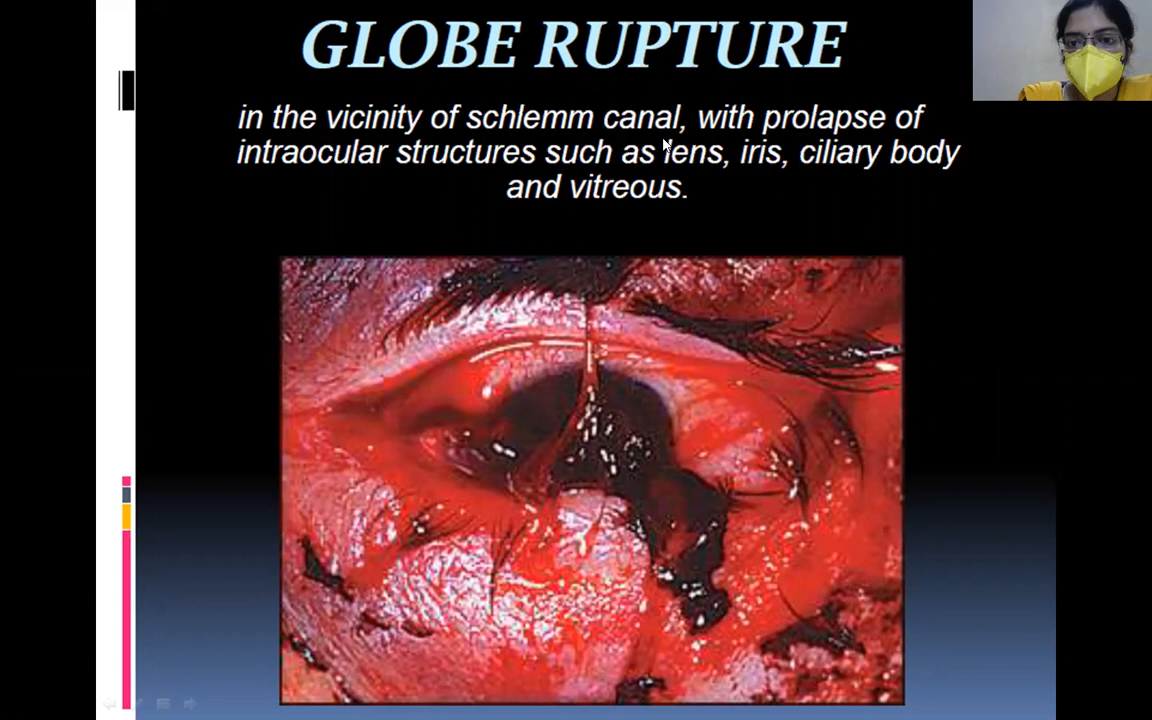 GLOBE RUPTURE
in the vicinity of schlemm canal, with prolapse of
intraocular structures such as lens, iris, ciliary body
and vitreous.